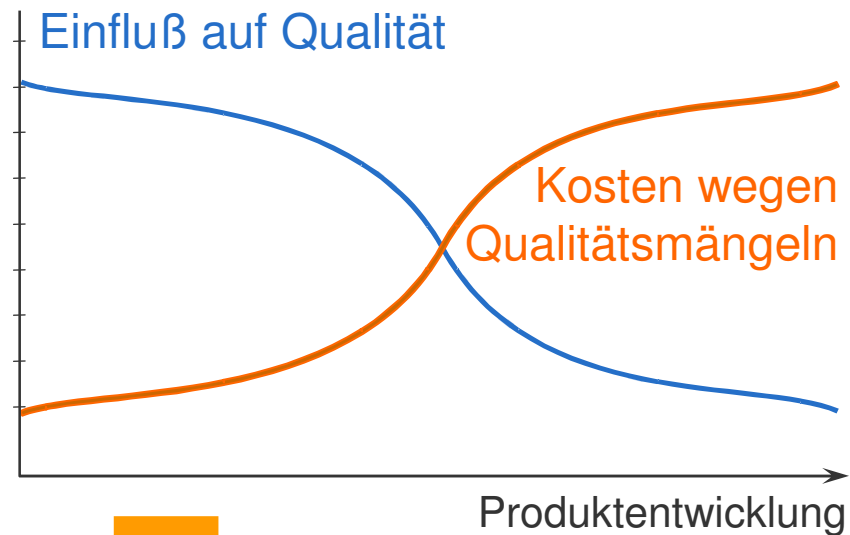 Einfluß auf Qualität
Kosten wegen
Qualitätsmängeln
Produktentwicklung